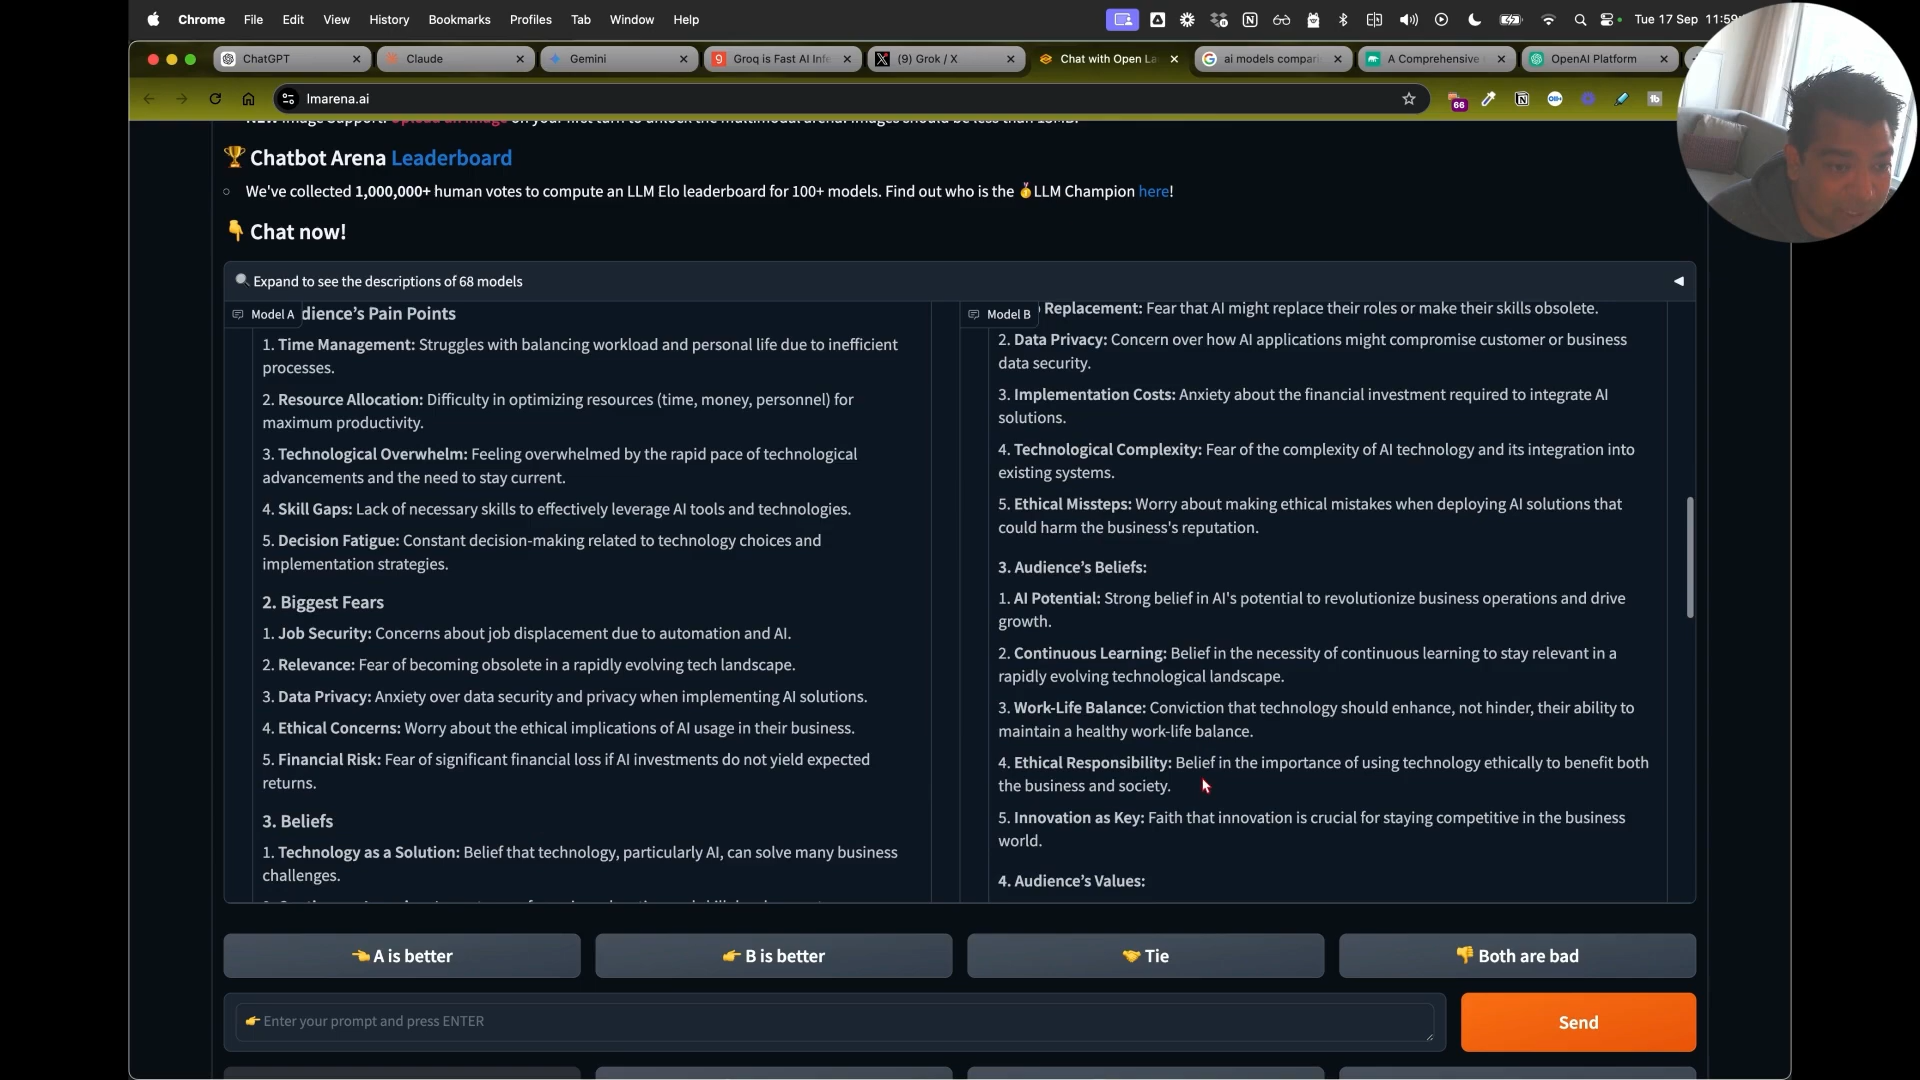 Chrome File Edit View History Bookmarks Profiles Tab Window Help
Tue 17 Sep 11:59
ChatGPT
Claude
Gemini
Groq is Fast AI Infe
(9) Grok / X
Chat with Open La
ai models compari
A Comprehensive
OpenAI Platform
lmarena.ai
66
🏆 Chatbot Arena Leaderboard
We've collected 1,000,000+ human votes to compute an LLM Elo leaderboard for 100+ models. Find out who is the 🥇LLM Champion here!
👇 Chat now!
🔍 Expand to see the descriptions of 68 models
Model A
dience's Pain Points
1. Time Management: Struggles with balancing workload and personal life due to inefficient
processes.
2. Resource Allocation: Difficulty in optimizing resources (time, money, personnel) for
maximum productivity.
3. Technological Overwhelm: Feeling overwhelmed by the rapid pace of technological
advancements and the need to stay current.
4. Skill Gaps: Lack of necessary skills to effectively leverage AI tools and technologies.
5. Decision Fatigue: Constant decision-making related to technology choices and
implementation strategies.
2. Biggest Fears
1. Job Security: Concerns about job displacement due to automation and AI.
2. Relevance: Fear of becoming obsolete in a rapidly evolving tech landscape.
3. Data Privacy: Anxiety over data security and privacy when implementing AI solutions.
4. Ethical Concerns: Worry about the ethical implications of AI usage in their business.
5. Financial Risk: Fear of significant financial loss if AI investments do not yield expected
returns.
3. Beliefs
1. Technology as a Solution: Belief that technology, particularly AI, can solve many business
challenges.
Model B
Replacement: Fear that AI might replace their roles or make their skills obsolete.
2. Data Privacy: Concern over how AI applications might compromise customer or business
data security.
3. Implementation Costs: Anxiety about the financial investment required to integrate AI
solutions.
4. Technological Complexity: Fear of the complexity of AI technology and its integration into
existing systems.
5. Ethical Missteps: Worry about making ethical mistakes when deploying AI solutions that
could harm the business's reputation.
3. Audience's Beliefs:
1. AI Potential: Strong belief in AI's potential to revolutionize business operations and drive
growth.
2. Continuous Learning: Belief in the necessity of continuous learning to stay relevant in a
rapidly evolving technological landscape.
3. Work-Life Balance: Conviction that technology should enhance, not hinder, their ability to
maintain a healthy work-life balance.
4. Ethical Responsibility: Belief in the importance of using technology ethically to benefit both
the business and society.
5. Innovation as Key: Faith that innovation is crucial for staying competitive in the business
world.
4. Audience's Values:
👈 A is better
👉 B is better
🤝 Tie
👎 Both are bad
👉 Enter your prompt and press ENTER
Send